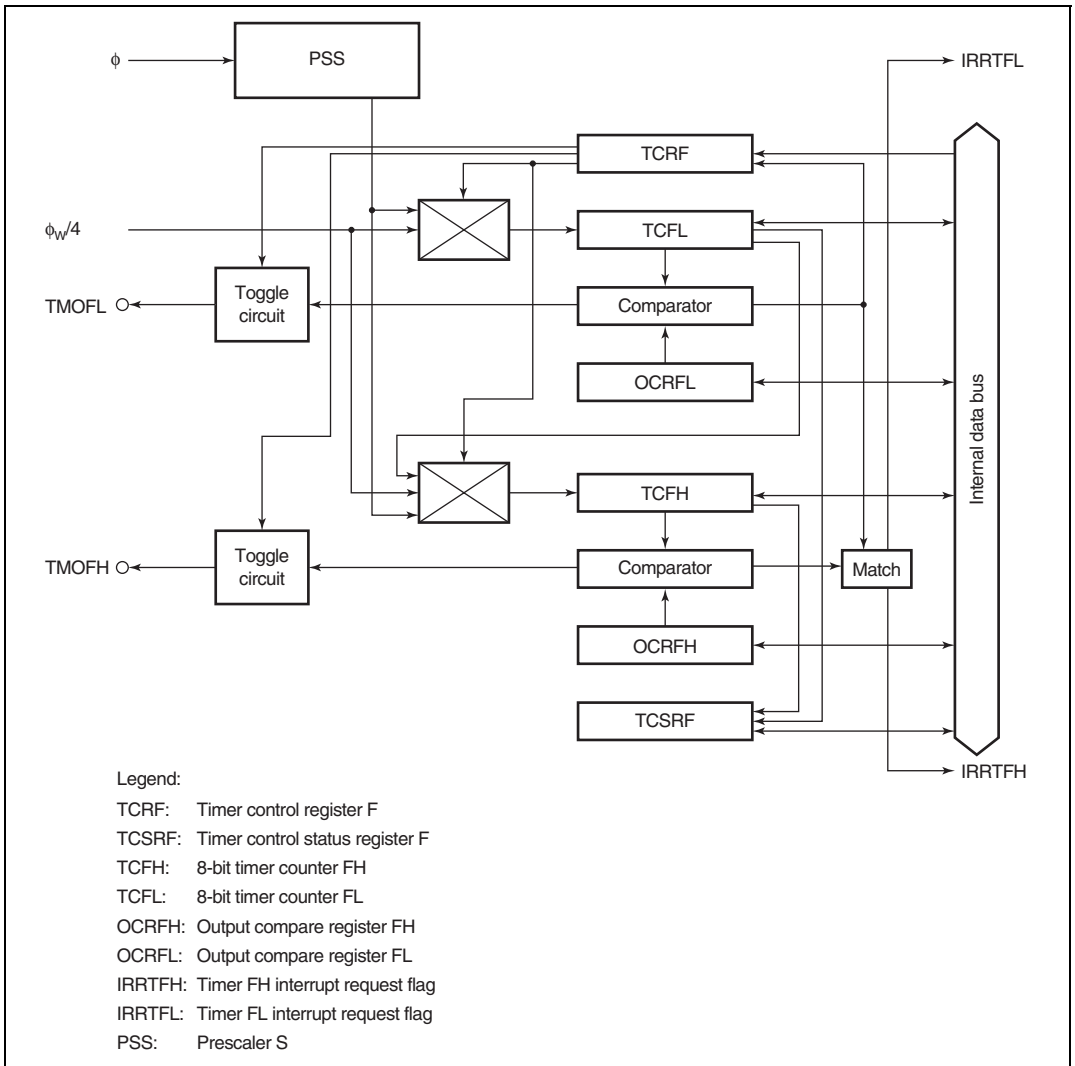 ϕ
PSS
IRRTFL
TCRF
ϕW/4
TCFL
TMOFL
Toggle
circuit
Comparator
OCRFL
Internal data bus
TCFH
TMOFH
Toggle
circuit
Comparator
Match
OCRFH
TCSRF
IRRTFH
Legend:
TCRF: Timer control register F
TCSRF: Timer control status register F
TCFH: 8-bit timer counter FH
TCFL: 8-bit timer counter FL
OCRFH: Output compare register FH
OCRFL: Output compare register FL
IRRTFH: Timer FH interrupt request flag
IRRTFL: Timer FL interrupt request flag
PSS: Prescaler S